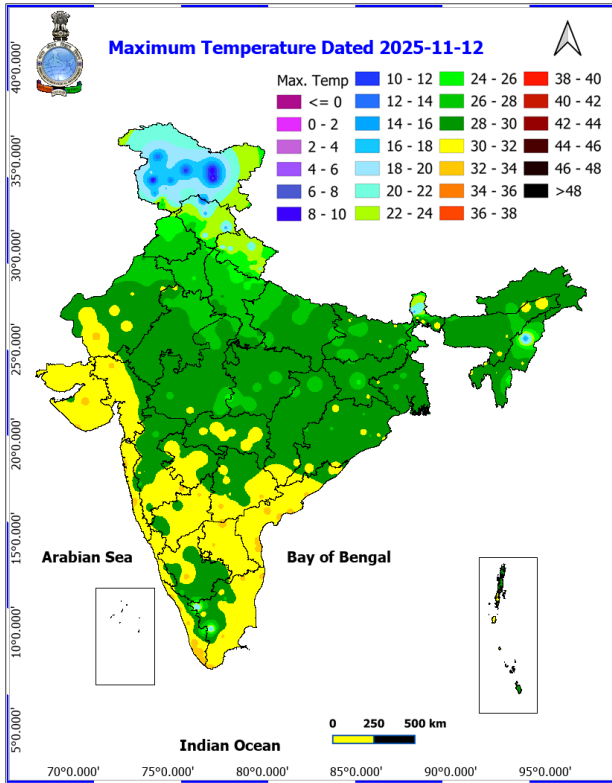 Maximum Temperature Dated 2025-11-12
Max. Temp
<= 0
0 - 2
2 - 4
4 - 6
6 - 8
8 - 10
10 - 12
12 - 14
14 - 16
16 - 18
18 - 20
20 - 22
22 - 24
24 - 26
26 - 28
28 - 30
30 - 32
32 - 34
34 - 36
36 - 38
38 - 40
40 - 42
42 - 44
44 - 46
46 - 48
>48
40°0.000'
35°0.000'
30°0.000'
25°0.000'
20°0.000'
15°0.000'
10°0.000'
5°0.000'
Arabian Sea
Bay of Bengal
Indian Ocean
0 250 500 km
70°0.000' 75°0.000' 80°0.000' 85°0.000' 90°0.000' 95°0.000'